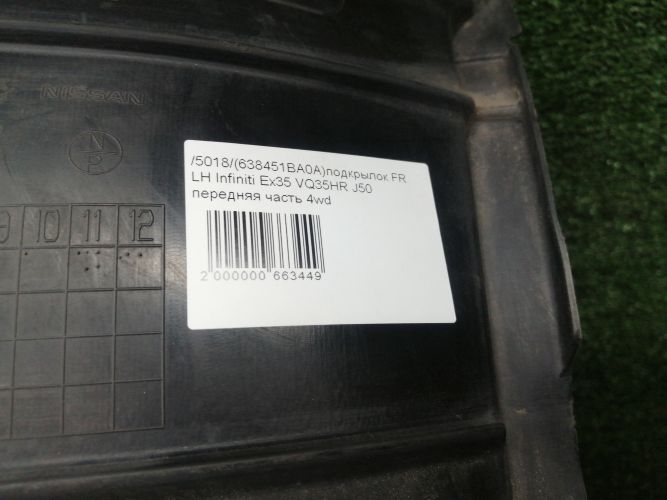 NISSAN
N
P
/5018/(638451BA0A)подкрылок FR
LH Infiniti Ex35 VQ35HR J50
передняя часть 4wd
2 000000 663449
9 10 11 12